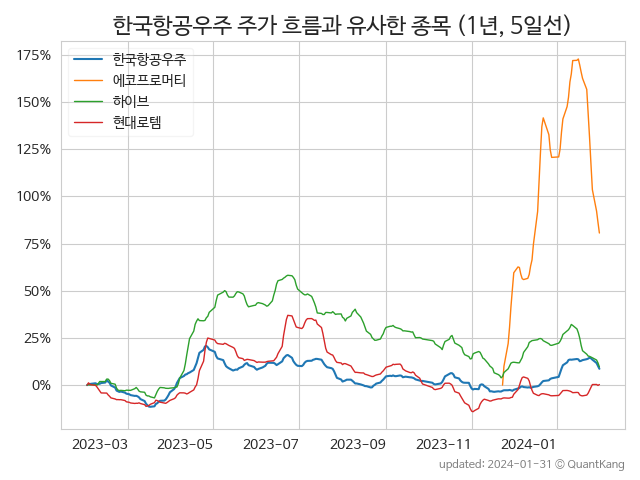 한국항공우주 주가 흐름과 유사한 종목 (1년, 5일선)
175%
150%
125%
100%
75%
50%
25%
0%
한국항공우주
에코프로머티
하이브
현대로템
2023-03
2023-05
2023-07
2023-09
2023-11
2024-01
updated: 2024-01-31 © QuantKang